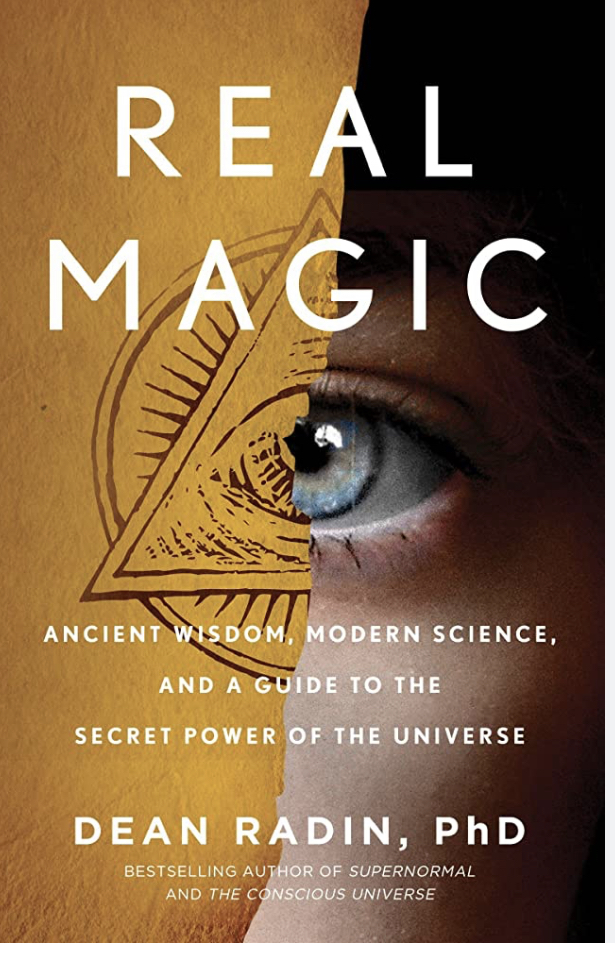 REAL
MAGIC
ANCIENT WISDOM, MODERN SCIENCE,
AND A GUIDE TO THE
SECRET POWER OF THE UNIVERSE
DEAN RADIN, PhD
BESTSELLING AUTHOR OF SUPERNORMAL
AND THE CONSCIOUS UNIVERSE